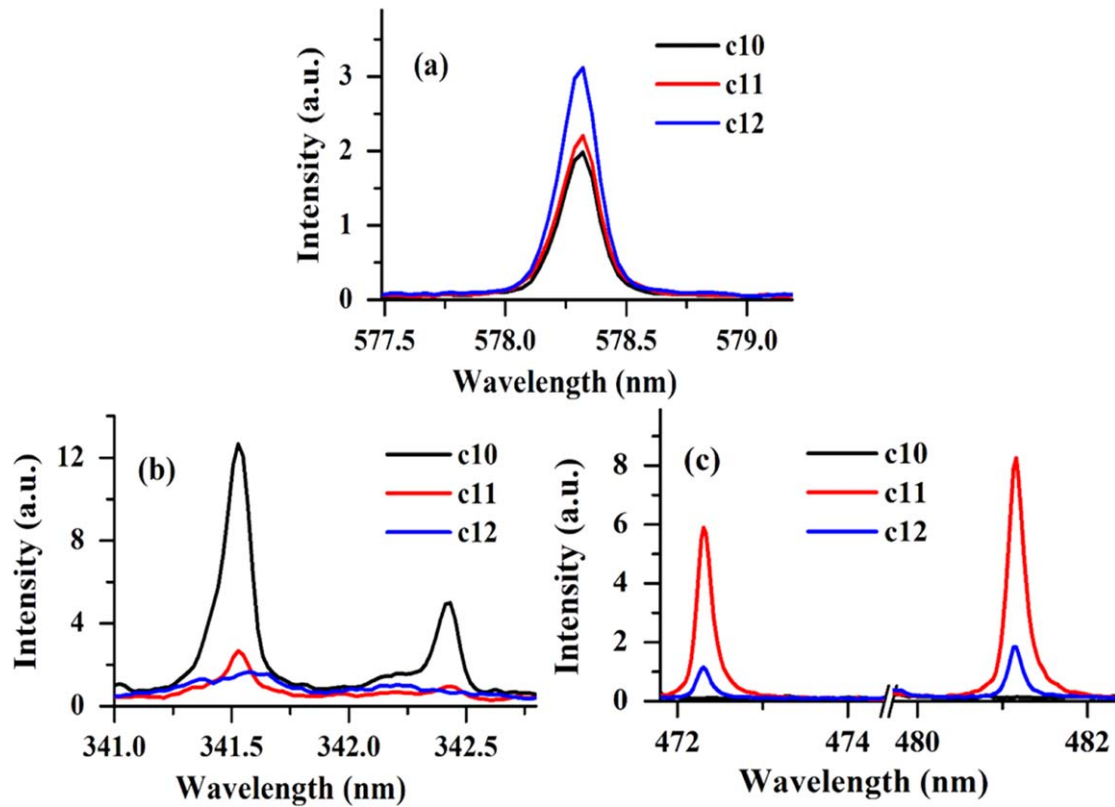 (a)
c10
c11
c12
Intensity (a.u.)
3
2
1
0
577.5 578.0 578.5 579.0
Wavelength (nm)
(b)
c10
c11
c12
Intensity (a.u.)
12
8
4
0
341.0 341.5 342.0 342.5
Wavelength (nm)
(c)
c10
c11
c12
Intensity (a.u.)
8
6
4
2
0
472 474 480 482
Wavelength (nm)